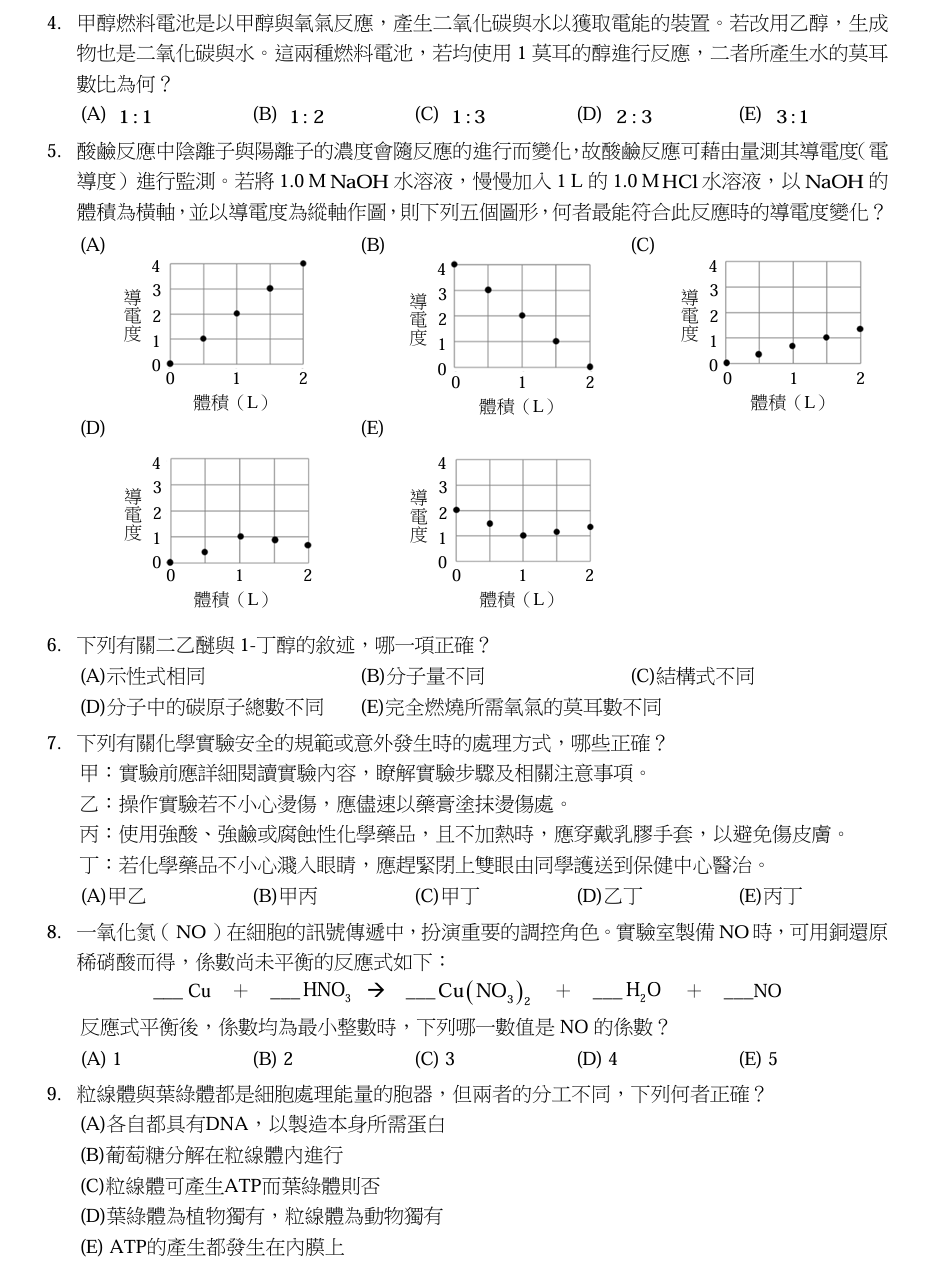 4. 甲醇燃料電池是以甲醇與氧氣反應，產生二氧化碳與水以獲取電能的裝置。若改用乙醇，生成
物也是二氧化碳與水。這兩種燃料電池，若均使用 1 莫耳的醇進行反應，二者所產生水的莫耳
數比為何？
(A) 1 : 1 (B) 1 : 2 (C) 1 : 3 (D) 2 : 3 (E) 3 : 1
5. 酸鹼反應中陰離子與陽離子的濃度會隨反應的進行而變化，故酸鹼反應可藉由量測其導電度（電
導度）進行監測。若將 1.0 M NaOH 水溶液，慢慢加入 1 L 的 1.0 M HCl 水溶液，以 NaOH 的
體積為橫軸，並以導電度為縱軸作圖，則下列五個圖形，何者最能符合此反應時的導電度變化？
(A) (B) (C)
4 4 4
3 3 3
2 2 2
1 1 1
0 0 0
導電度 導電度 導電度
0 1 2 0 1 2 0 1 2
體積（L） 體積（L） 體積（L）
(D) (E)
4 4
3 3
2 2
1 1
0 0
導電度 導電度
0 1 2 0 1 2
體積（L） 體積（L）
6. 下列有關二乙醚與 1-丁醇的敘述，哪一項正確？
(A)示性式相同 (B)分子量不同 (C)結構式不同
(D)分子中的碳原子總數不同 (E)完全燃燒所需氧氣的莫耳數不同
7. 下列有關化學實驗安全的規範或意外發生時的處理方式，哪些正確？
甲：實驗前應詳細閱讀實驗內容，瞭解實驗步驟及相關注意事項。
乙：操作實驗若不小心燙傷，應儘速以藥膏塗抹燙傷處。
丙：使用強酸、強鹼或腐蝕性化學藥品，且不加熱時，應穿戴乳膠手套，以避免傷皮膚。
丁：若化學藥品不小心濺入眼睛，應趕緊閉上雙眼由同學護送到保健中心醫治。
(A)甲乙 (B)甲丙 (C)甲丁 (D)乙丁 (E)丙丁
8. 一氧化氮（ NO ）在細胞的訊號傳遞中，扮演重要的調控角色。實驗室製備 NO 時，可用銅還原
稀硝酸而得，係數尚未平衡的反應式如下：
___ Cu + ___ HNO₃ → ___ Cu(NO₃)₂ + ___ H₂O + ___NO
反應式平衡後，係數均為最小整數時，下列哪一數值是 NO 的係數？
(A) 1 (B) 2 (C) 3 (D) 4 (E) 5
9. 粒線體與葉綠體都是細胞處理能量的胞器，但兩者的分工不同，下列何者正確？
(A)各自都具有DNA，以製造本身所需蛋白
(B)葡萄糖分解在粒線體內進行
(C)粒線體可產生ATP而葉綠體則否
(D)葉綠體為植物獨有，粒線體為動物獨有
(E) ATP的產生都發生在內膜上